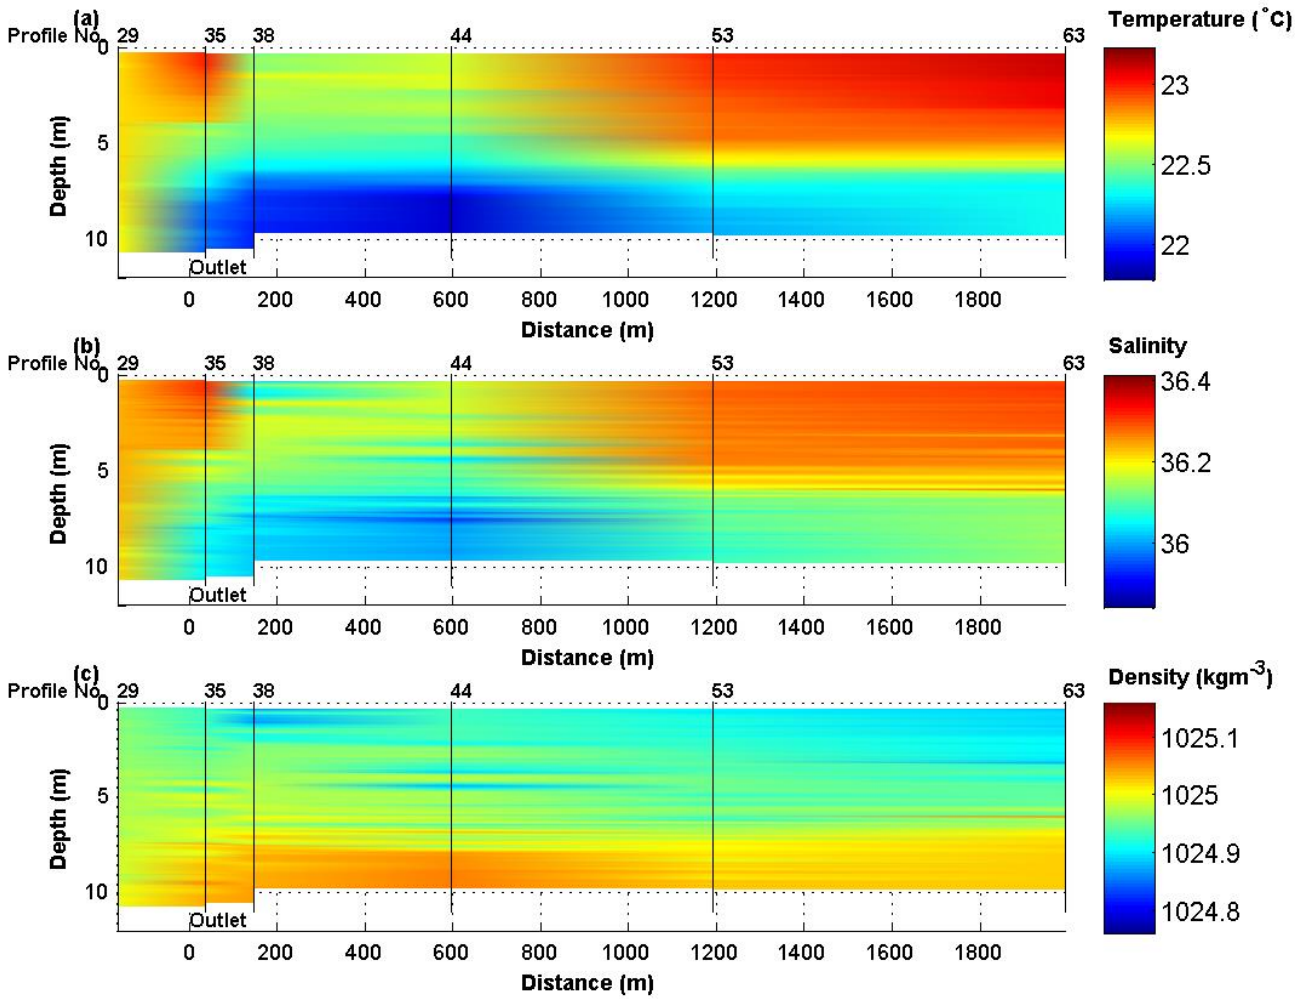 (a)
Profile No. 29 35 38 44 53 63
Temperature (˚C)
0
5
10
Depth (m)
Outlet
0 200 400 600 800 1000 1200 1400 1600 1800
Distance (m)
23
22.5
22
(b)
Profile No. 29 35 38 44 53 63
Salinity
0
5
10
Depth (m)
Outlet
0 200 400 600 800 1000 1200 1400 1600 1800
Distance (m)
36.4
36.2
36
(c)
Profile No. 29 35 38 44 53 63
Density (kgm-3)
0
5
10
Depth (m)
Outlet
0 200 400 600 800 1000 1200 1400 1600 1800
Distance (m)
1025.1
1025
1024.9
1024.8